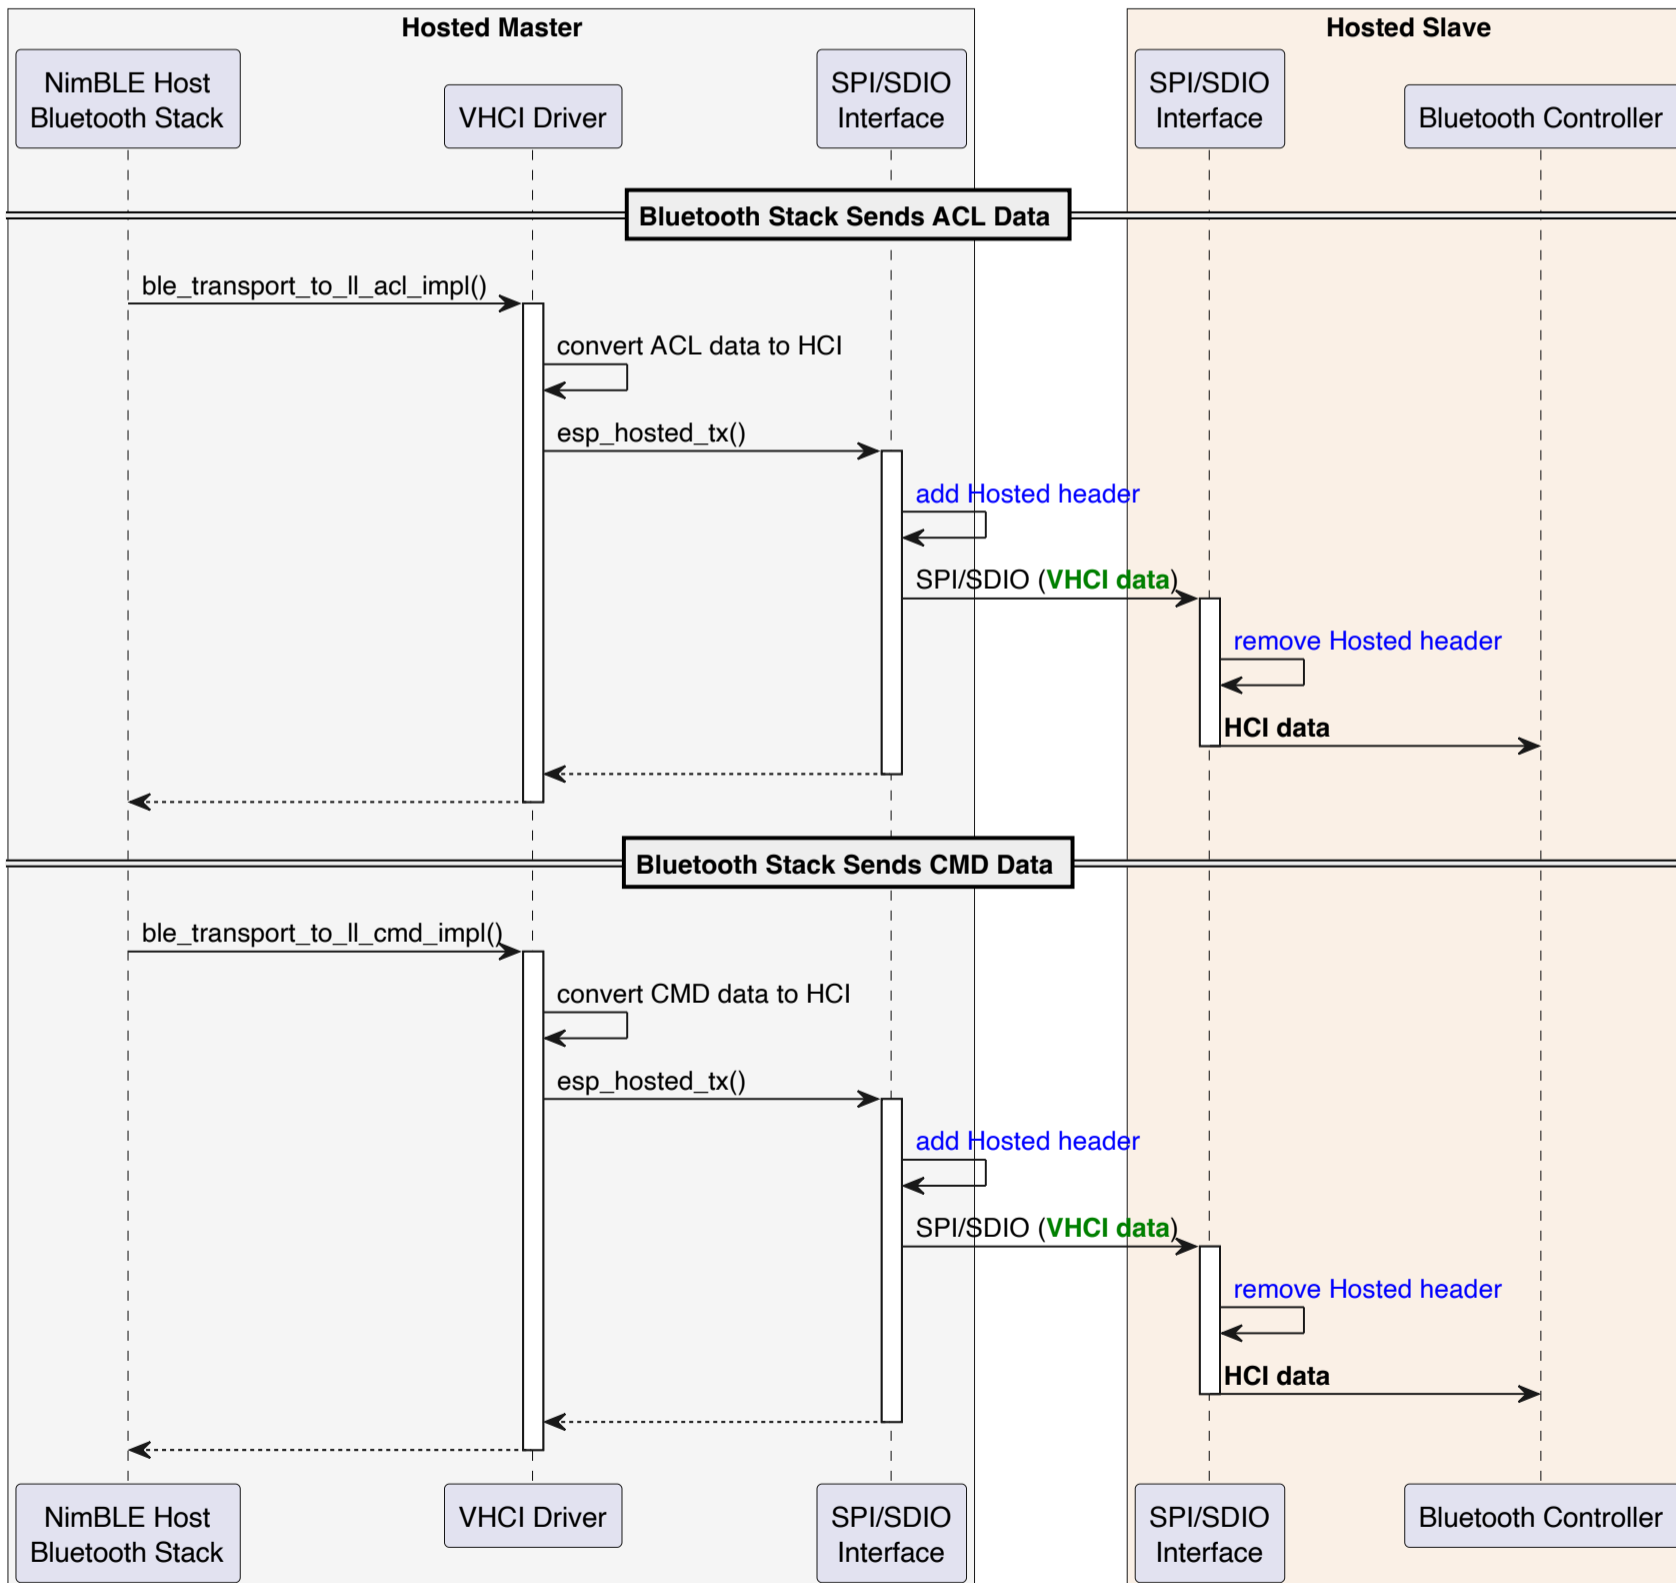 Hosted Master
Hosted Slave
NimBLE Host
Bluetooth Stack
VHCI Driver
SPI/SDIO
Interface
SPI/SDIO
Interface
Bluetooth Controller
Bluetooth Stack Sends ACL Data
ble_transport_to_ll_acl_impl()
convert ACL data to HCI
esp_hosted_tx()
add Hosted header
SPI/SDIO (VHCI data)
remove Hosted header
HCI data
Bluetooth Stack Sends CMD Data
ble_transport_to_ll_cmd_impl()
convert CMD data to HCI
esp_hosted_tx()
add Hosted header
SPI/SDIO (VHCI data)
remove Hosted header
HCI data
NimBLE Host
Bluetooth Stack
VHCI Driver
SPI/SDIO
Interface
SPI/SDIO
Interface
Bluetooth Controller